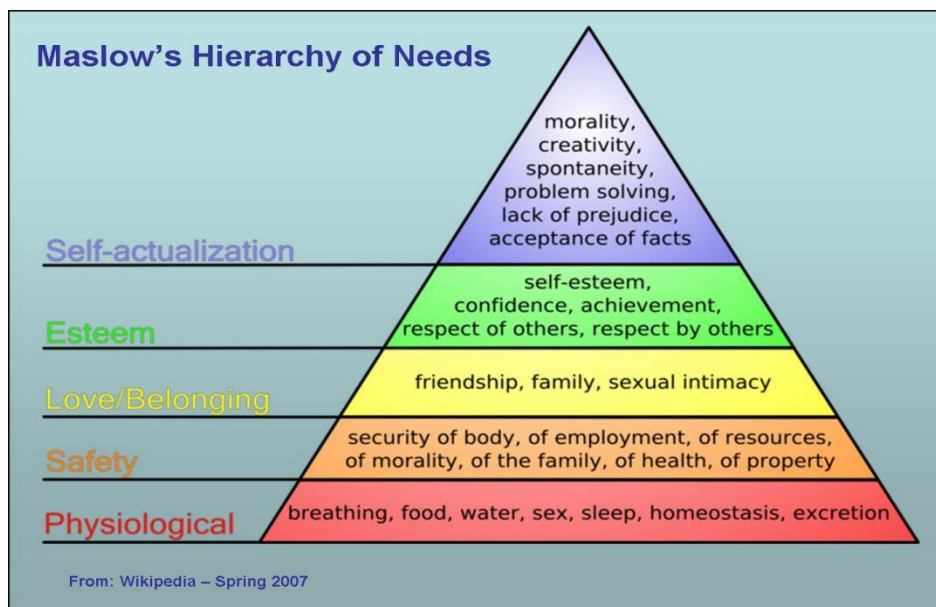 Maslow’s Hierarchy of Needs
morality,
creativity,
spontaneity,
problem solving,
lack of prejudice,
acceptance of facts
Self-actualization
self-esteem,
confidence, achievement,
respect of others, respect by others
Esteem
friendship, family, sexual intimacy
Love/Belonging
security of body, of employment, of resources,
of morality, of the family, of health, of property
Safety
breathing, food, water, sex, sleep, homeostasis, excretion
Physiological
From: Wikipedia – Spring 2007